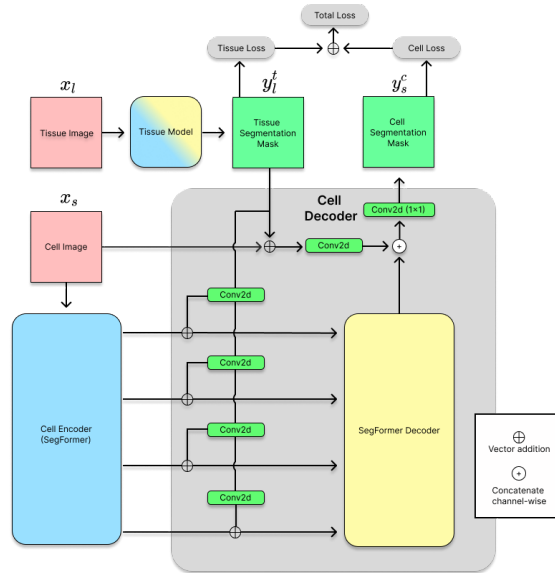 Total Loss
Tissue Loss
Cell Loss
x_l
y_l^t
y_s^c
Tissue Image
Tissue Model
Tissue
Segmentation
Mask
Cell
Segmentation
Mask
Cell
Decoder
Conv2d (1×1)
x_s
Cell Image
Conv2d
Conv2d
Conv2d
Conv2d
Conv2d
Cell Encoder
(SegFormer)
SegFormer Decoder
Vector addition
Concatenate
channel-wise